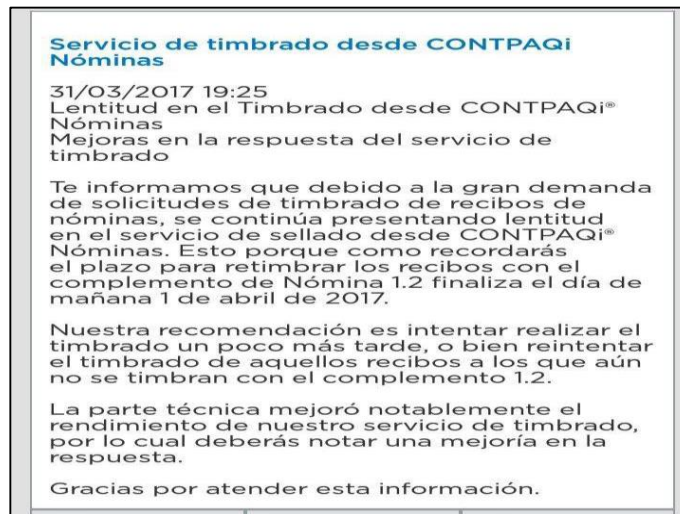 Servicio de timbrado desde CONTPAQi
Nóminas
31/03/2017 19:25
Lentitud en el Timbrado desde CONTPAQi®
Nóminas
Mejoras en la respuesta del servicio de
timbrado
Te informamos que debido a la gran demanda
de solicitudes de timbrado de recibos de
nóminas, se continúa presentando lentitud
en el servicio de sellado desde CONTPAQi®
Nóminas. Esto porque como recordarás
el plazo para retimbrar los recibos con el
complemento de Nómina 1.2 finaliza el día de
mañana 1 de abril de 2017.
Nuestra recomendación es intentar realizar el
timbrado un poco más tarde, o bien reintentar
el timbrado de aquellos recibos a los que aún
no se timbran con el complemento 1.2.
La parte técnica mejoró notablemente el
rendimiento de nuestro servicio de timbrado,
por lo cual deberás notar una mejoría en la
respuesta.
Gracias por atender esta información.